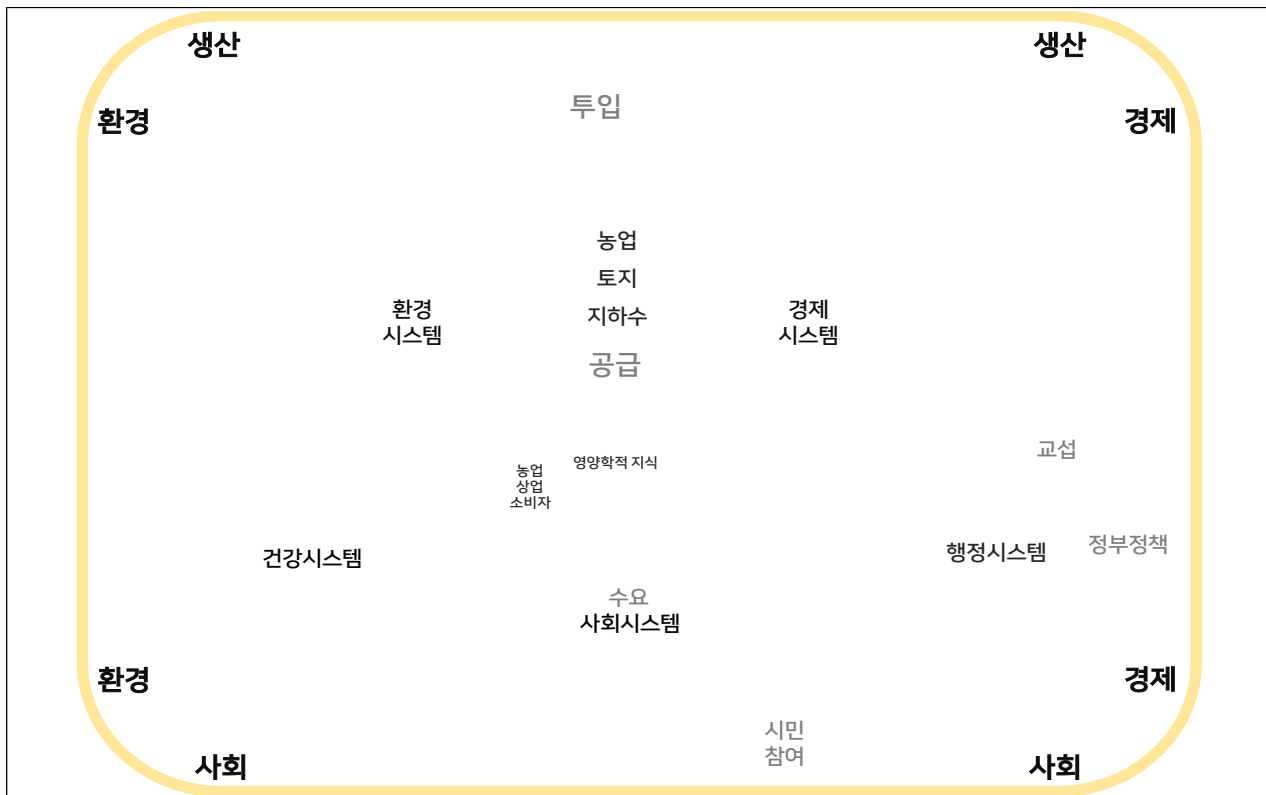 생산
생산
환경
투입
경제
농업
토지
지하수
환경
시스템
경제
시스템
공급
교섭
영양학적 지식
농업
상업
소비자
건강시스템
행정시스템
정부정책
수요
사회시스템
환경
경제
시민
참여
사회
사회